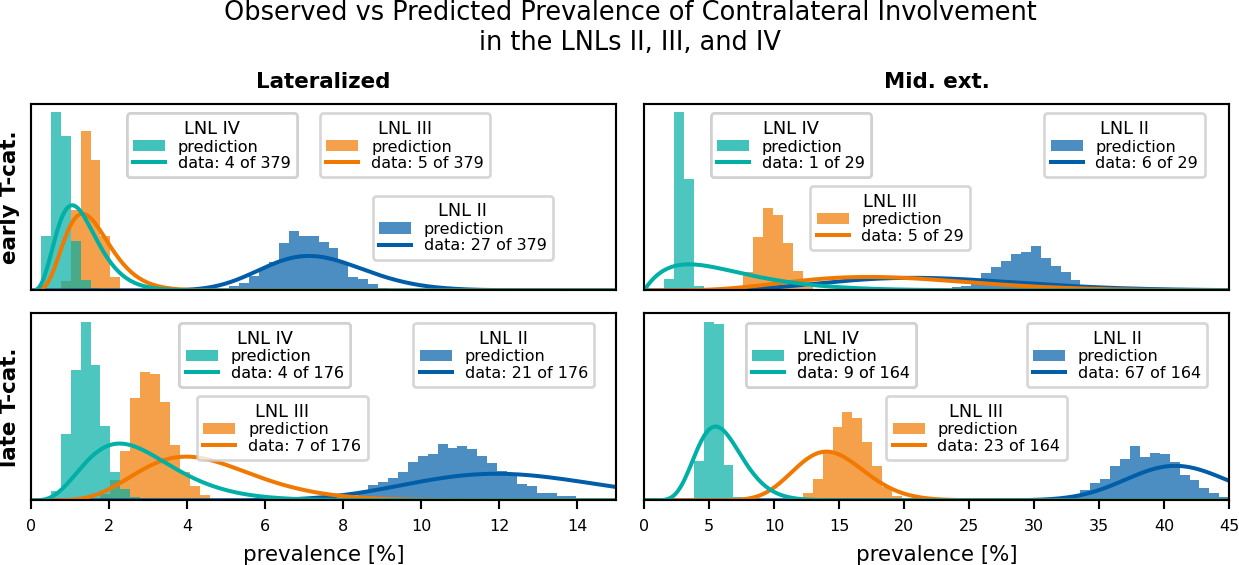 Observed vs Predicted Prevalence of Contralateral Involvement
in the LNLs II, III, and IV
Lateralized
Mid. ext.
early T-cat.
LNL IV
prediction
data: 4 of 379
LNL III
prediction
data: 5 of 379
LNL II
prediction
data: 27 of 379
LNL IV
prediction
data: 1 of 29
LNL III
prediction
data: 5 of 29
LNL II
prediction
data: 6 of 29
late T-cat.
LNL IV
prediction
data: 4 of 176
LNL III
prediction
data: 7 of 176
LNL II
prediction
data: 21 of 176
LNL IV
prediction
data: 9 of 164
LNL III
prediction
data: 23 of 164
LNL II
prediction
data: 67 of 164
0 2 4 6 8 10 12 14
0 5 10 15 20 25 30 35 40 45
prevalence [%]
prevalence [%]